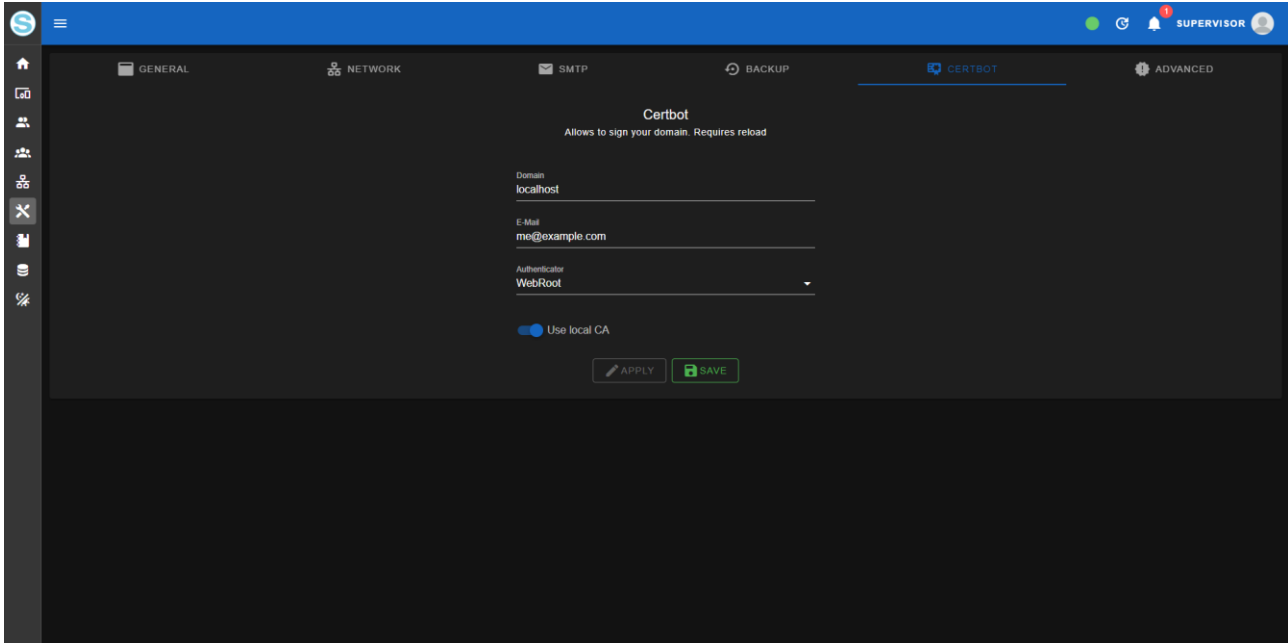 S
1
SUPERVISOR
GENERAL
NETWORK
SMTP
BACKUP
CERTBOT
ADVANCED
Certbot
Allows to sign your domain. Requires reload
Domain
localhost
E-Mail
me@example.com
Authenticator
WebRoot
Use local CA
APPLY
SAVE